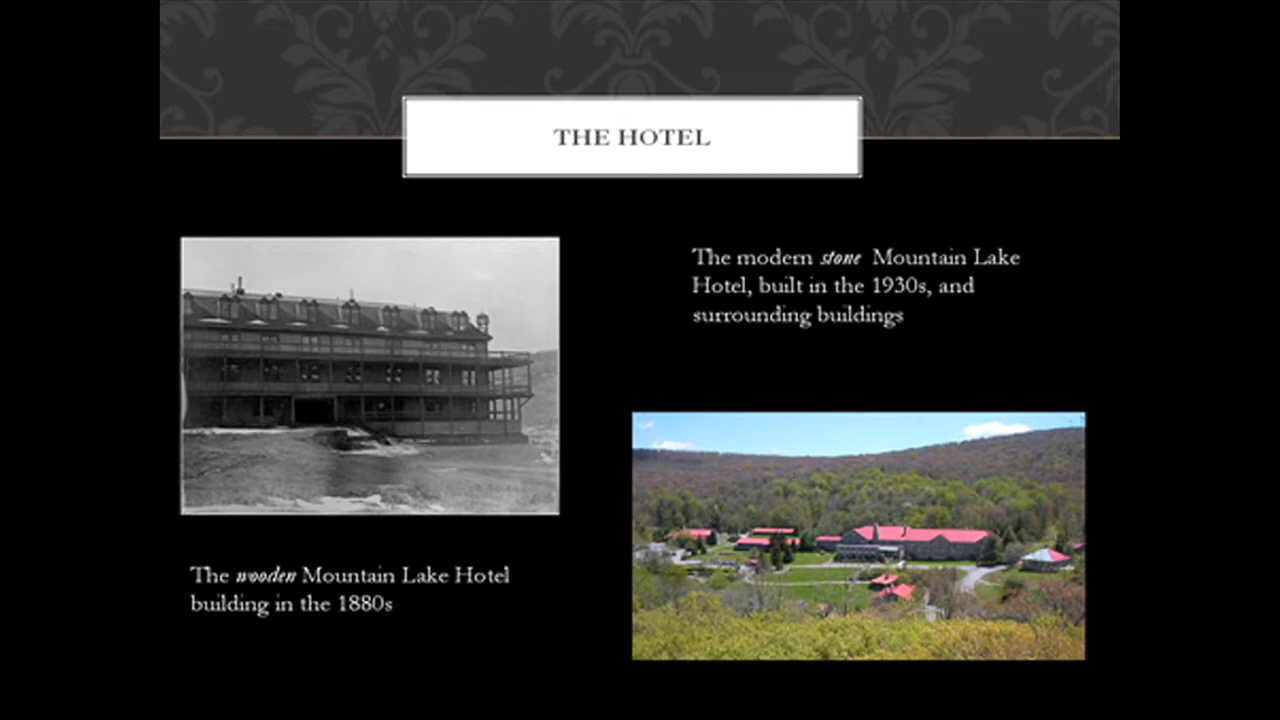 THE HOTEL
The modern stone Mountain Lake
Hotel, built in the 1930s, and
surrounding buildings
The wooden Mountain Lake Hotel
building in the 1880s